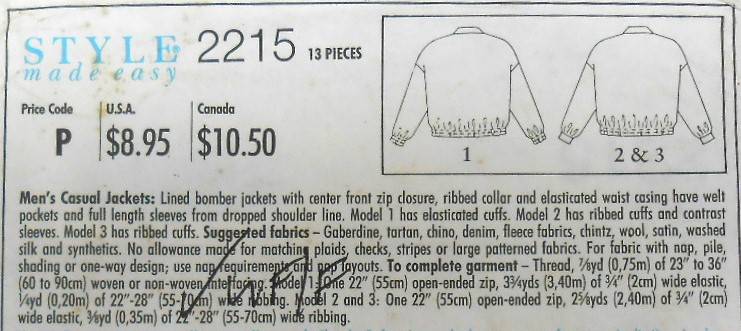 STYLE® 2215 13 PIECES
made easy
Price Code U.S.A. Canada
P $8.95 $10.50
1 2 & 3
Men's Casual Jackets: Lined bomber jackets with center front zip closure, ribbed collar and elasticated waist casing have welt
pockets and full length sleeves from dropped shoulder line. Model 1 has elasticated cuffs. Model 2 has ribbed cuffs and contrast
sleeves. Model 3 has ribbed cuffs. Suggested fabrics – Gaberdine, tartan, chino, denim, fleece fabrics, chintz, wool, satin, washed
silk and synthetics. No allowance made for matching plaids, checks, stripes or large patterned fabrics. For fabric with nap, pile,
shading or one-way design; use nap requirements and nap layouts. To complete garment – Thread, ⅞yd (0,75m) of 23" to 36"
(60 to 90cm) woven or non-woven interfacing. Model 1: One 22" (55cm) open-ended zip, 3¾yds (3,40m) of ¾" (2cm) wide elastic,
¼yd (0,20m) of 22"-28" (55-70cm) wide ribbing. Model 2 and 3: One 22" (55cm) open-ended zip, 2⅝yds (2,40m) of ¾" (2cm)
wide elastic, ⅜yd (0,35m) of 22"-28" (55-70cm) wide ribbing.